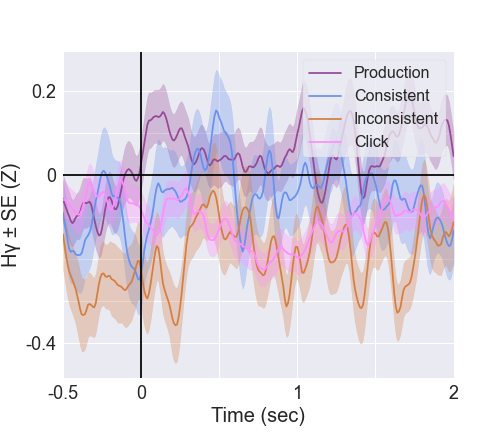 Production
Consistent
Inconsistent
Click
Hγ ± SE (Z)
0.2
0
-0.4
-0.5
0
1
2
Time (sec)